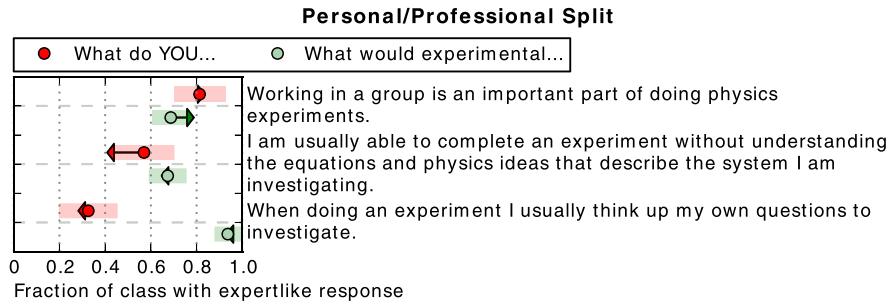 Personal/Professional Split
What do YOU... What would experimental...
Working in a group is an important part of doing physics
experiments.
I am usually able to complete an experiment without understanding
the equations and physics ideas that describe the system I am
investigating.
When doing an experiment I usually think up my own questions to
investigate.
0 0.2 0.4 0.6 0.8 1.0
Fraction of class with expertlike response